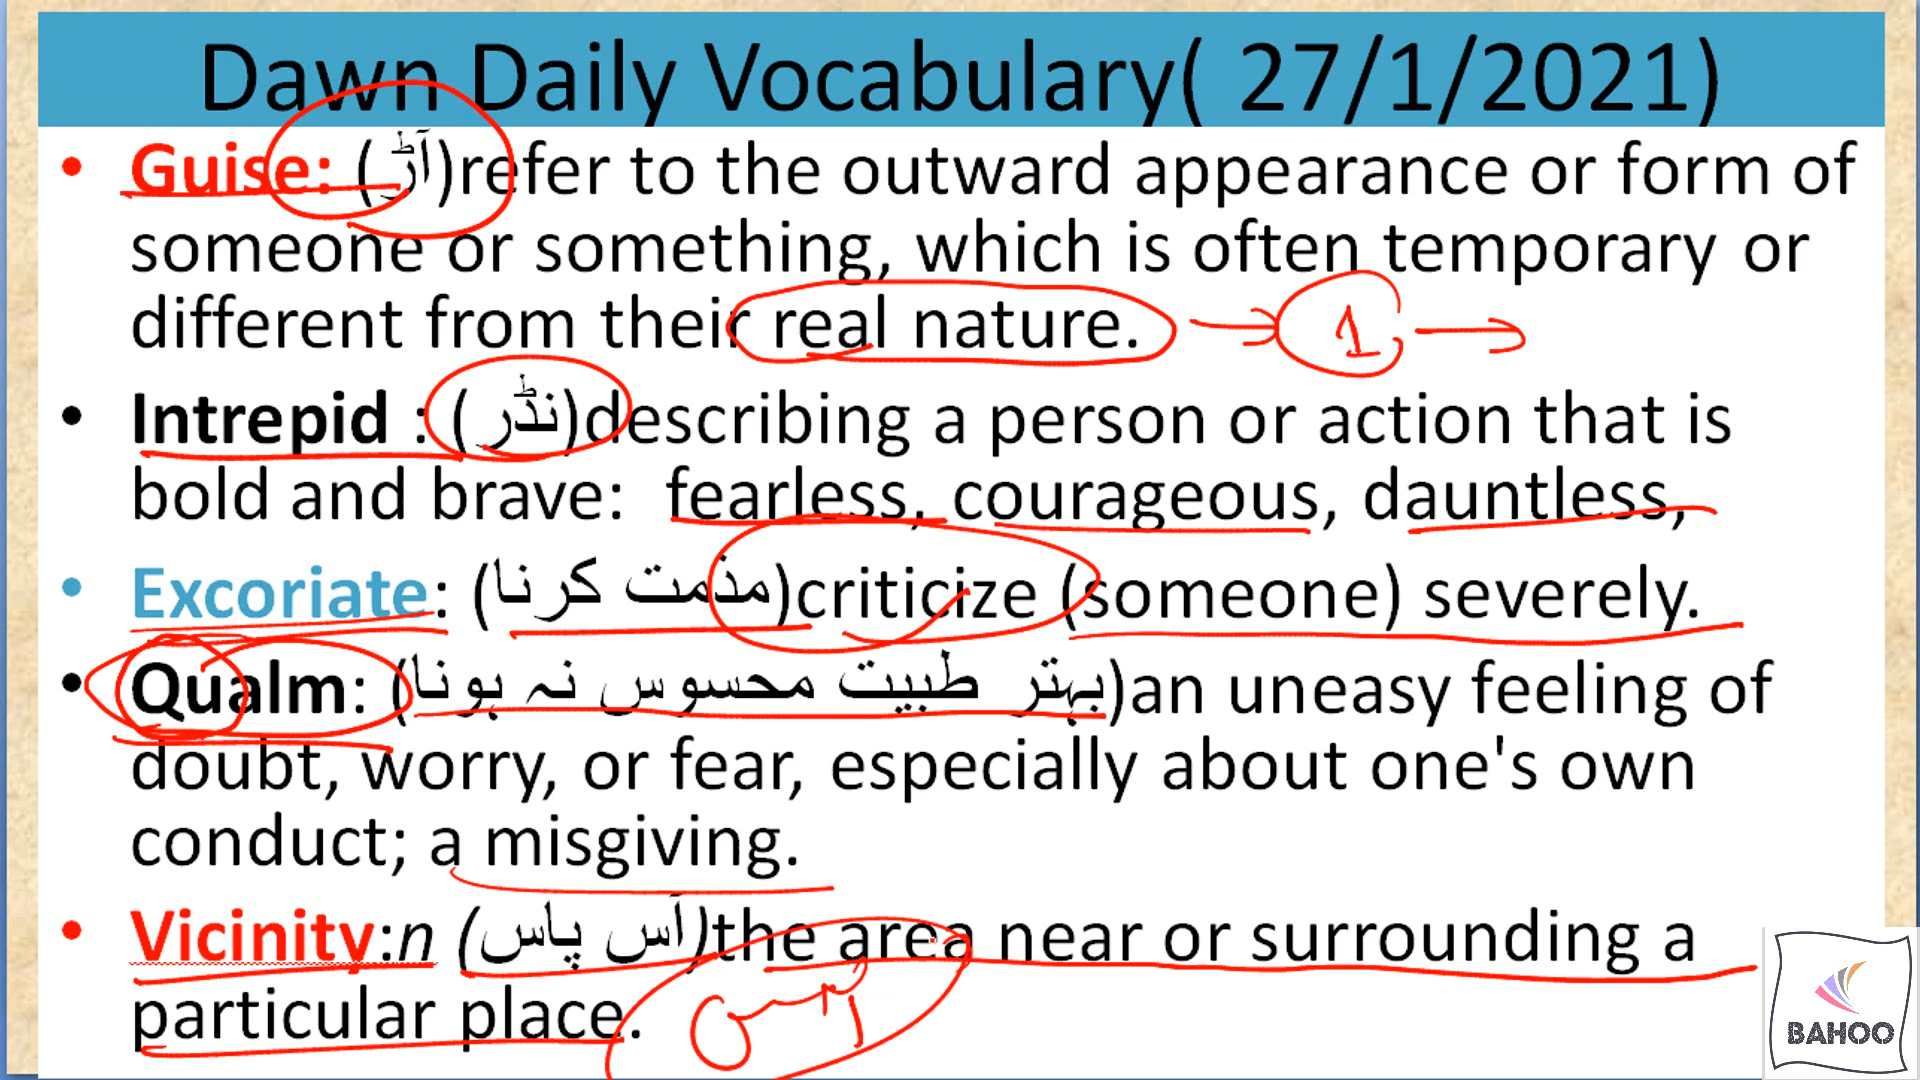 Dawn Daily Vocabulary( 27/1/2021)
• Guise: (آڑ)refer to the outward appearance or form of
someone or something, which is often temporary or
different from their real nature. 1
• Intrepid : (نڈر)describing a person or action that is
bold and brave: fearless, courageous, dauntless,
• Excoriate: (مذمت کرنا)criticize (someone) severely.
• Qualm: (بہتر طبیت محسوس نہ ہونا)an uneasy feeling of
doubt, worry, or fear, especially about one's own
conduct; a misgiving.
• Vicinity:n (آس پاس)the area near or surrounding a
particular place.
BAHOO